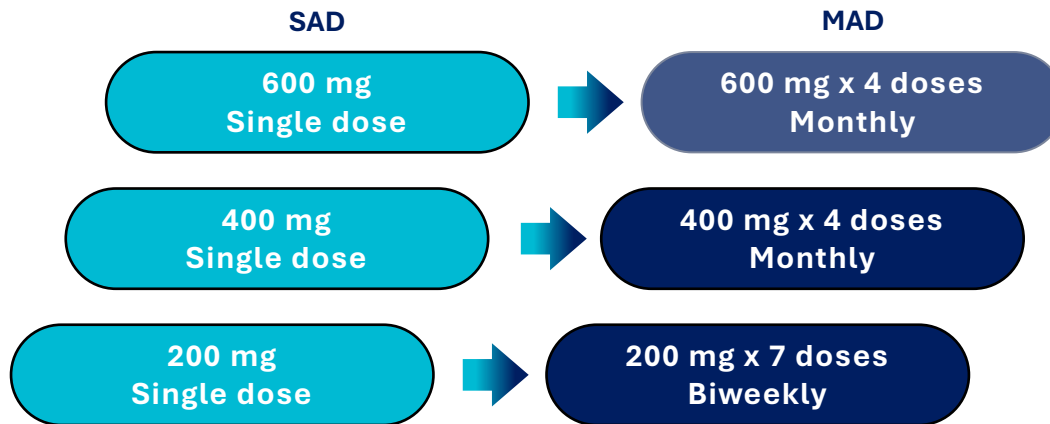 SAD
MAD
600 mg
Single dose
600 mg x 4 doses
Monthly
400 mg
Single dose
400 mg x 4 doses
Monthly
200 mg
Single dose
200 mg x 7 doses
Biweekly